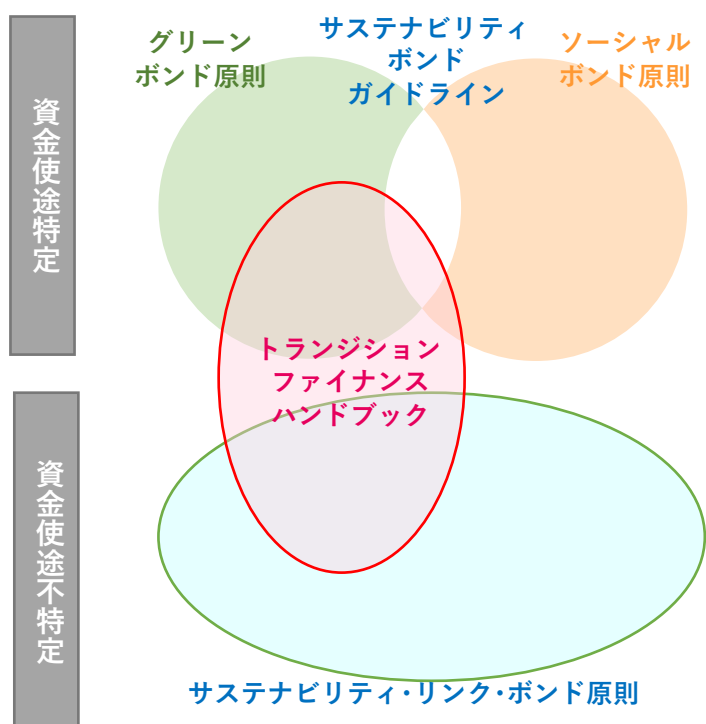 グリーン
ボンド原則
サステナビリティ
ボンド
ガイドライン
ソーシャル
ボンド原則
資金使途特定
トランジション
ファイナンス
ハンドブック
資金使途不特定
サステナビリティ・リンク・ボンド原則